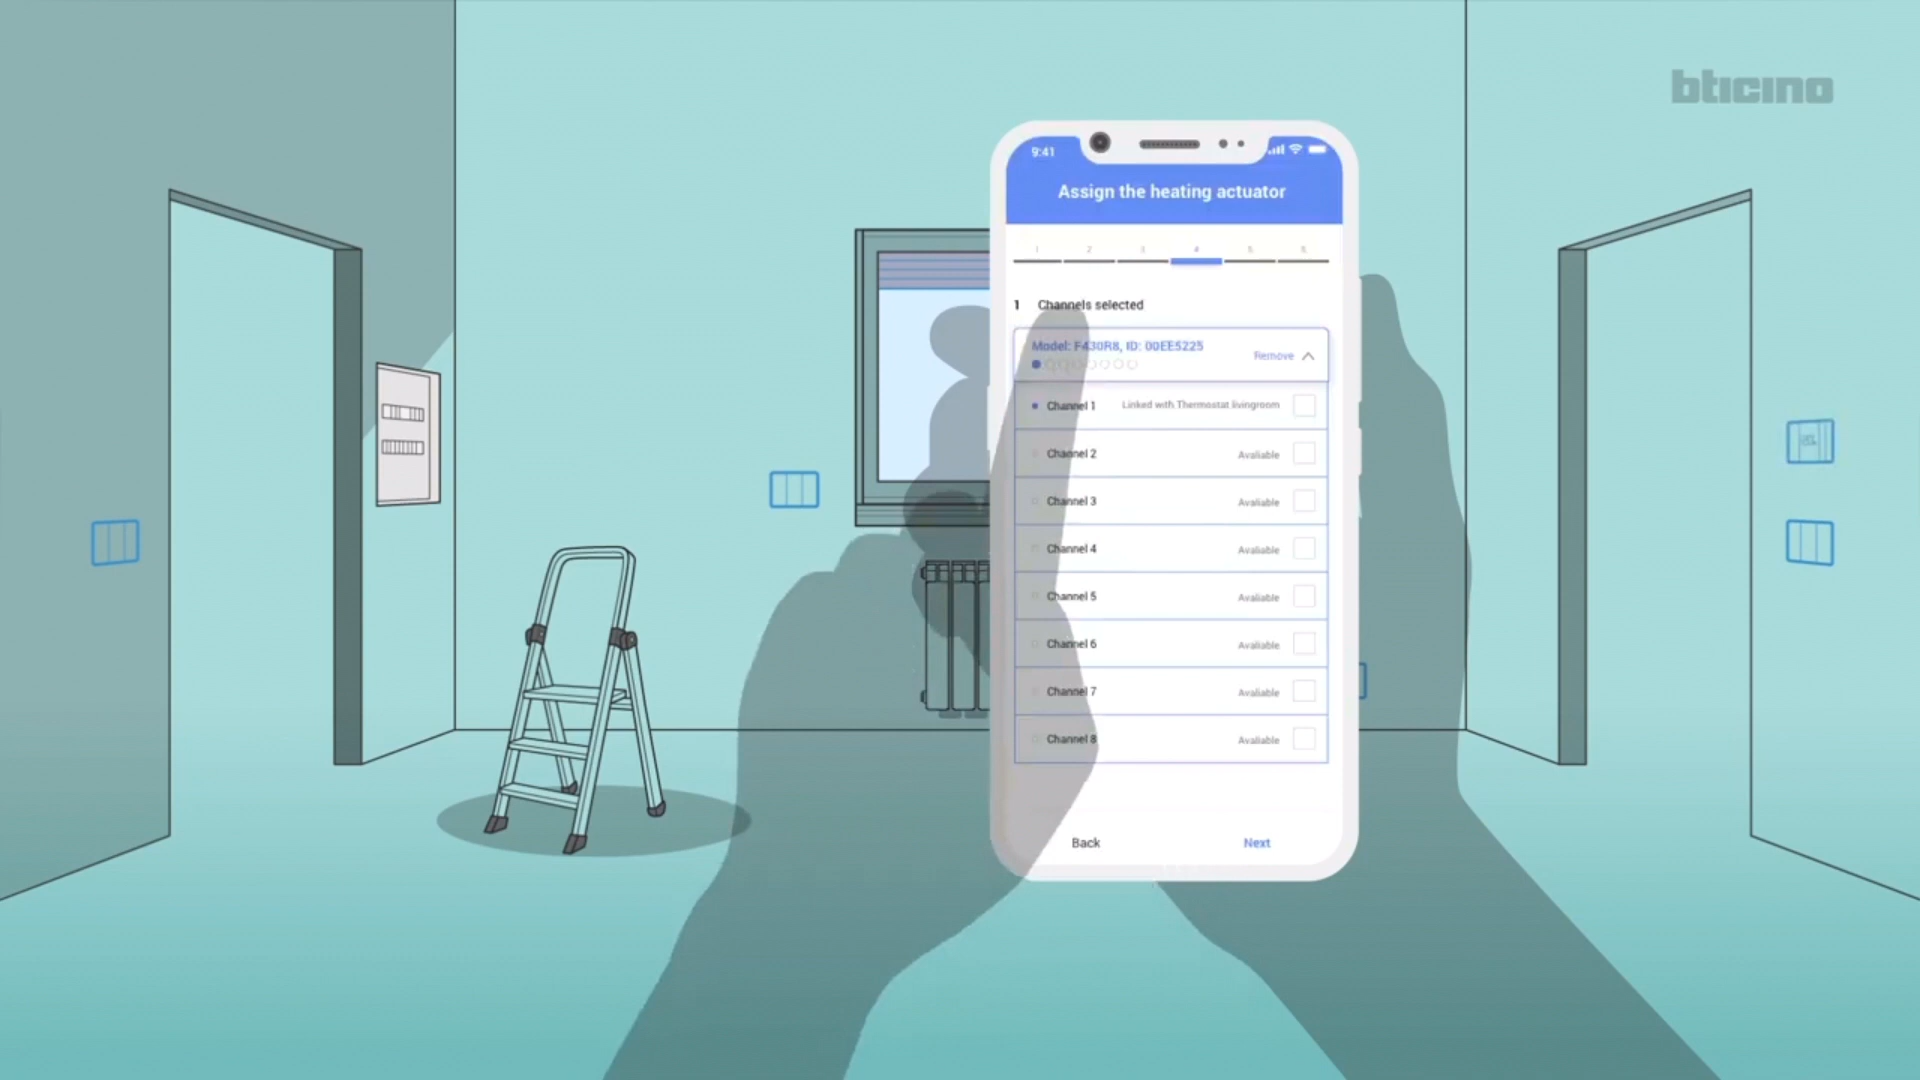 bticino
9:41
Assign the heating actuator
1 2 3 4 5 6
1 Channels selected
Model: F430R8, ID: 00EE5225
Remove
Channel 1 Linked with Thermostat livingroom
Channel 2 Avaliable
Channel 3 Avaliable
Channel 4 Avaliable
Channel 5 Avaliable
Channel 6 Avaliable
Channel 7 Avaliable
Channel 8 Avaliable
Back Next